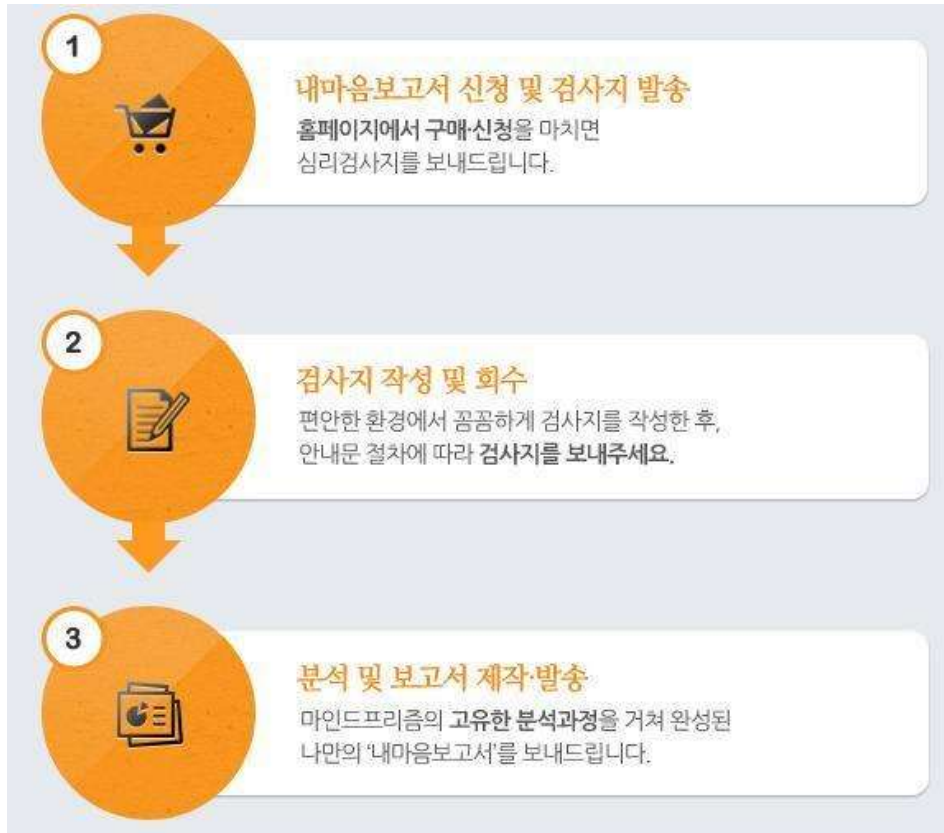 1
내마음보고서 신청 및 검사지 발송
홈페이지에서 구매·신청을 마치면
심리검사지를 보내드립니다.
2
검사지 작성 및 회수
편안한 환경에서 꼼꼼하게 검사지를 작성한 후,
안내문 절차에 따라 검사지를 보내주세요.
3
분석 및 보고서 제작·발송
마인드프리즘의 고유한 분석과정을 거쳐 완성된
나만의 '내마음보고서'를 보내드립니다.